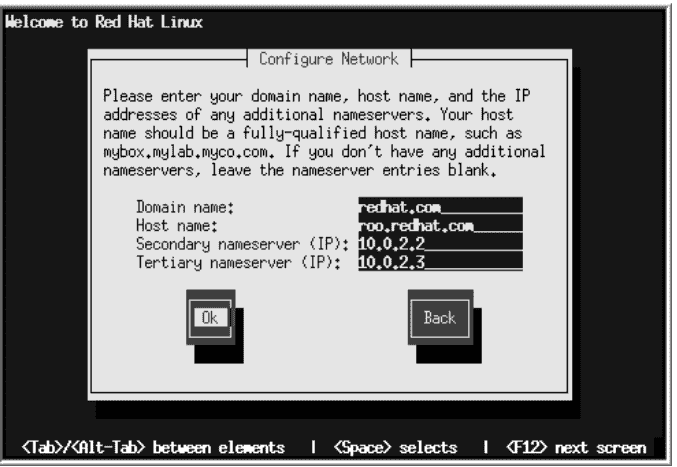 Welcome to Red Hat Linux
Configure Network
Please enter your domain name, host name, and the IP
addresses of any additional nameservers. Your host
name should be a fully-qualified host name, such as
mybox.mylab.myco.com. If you don't have any additional
nameservers, leave the nameserver entries blank.
Domain name: redhat.com
Host name: roo.redhat.com
Secondary nameserver (IP): 10.0.2.2
Tertiary nameserver (IP): 10.0.2.3
Ok Back
<Tab>/<Alt-Tab> between elements | <Space> selects | <F12> next screen